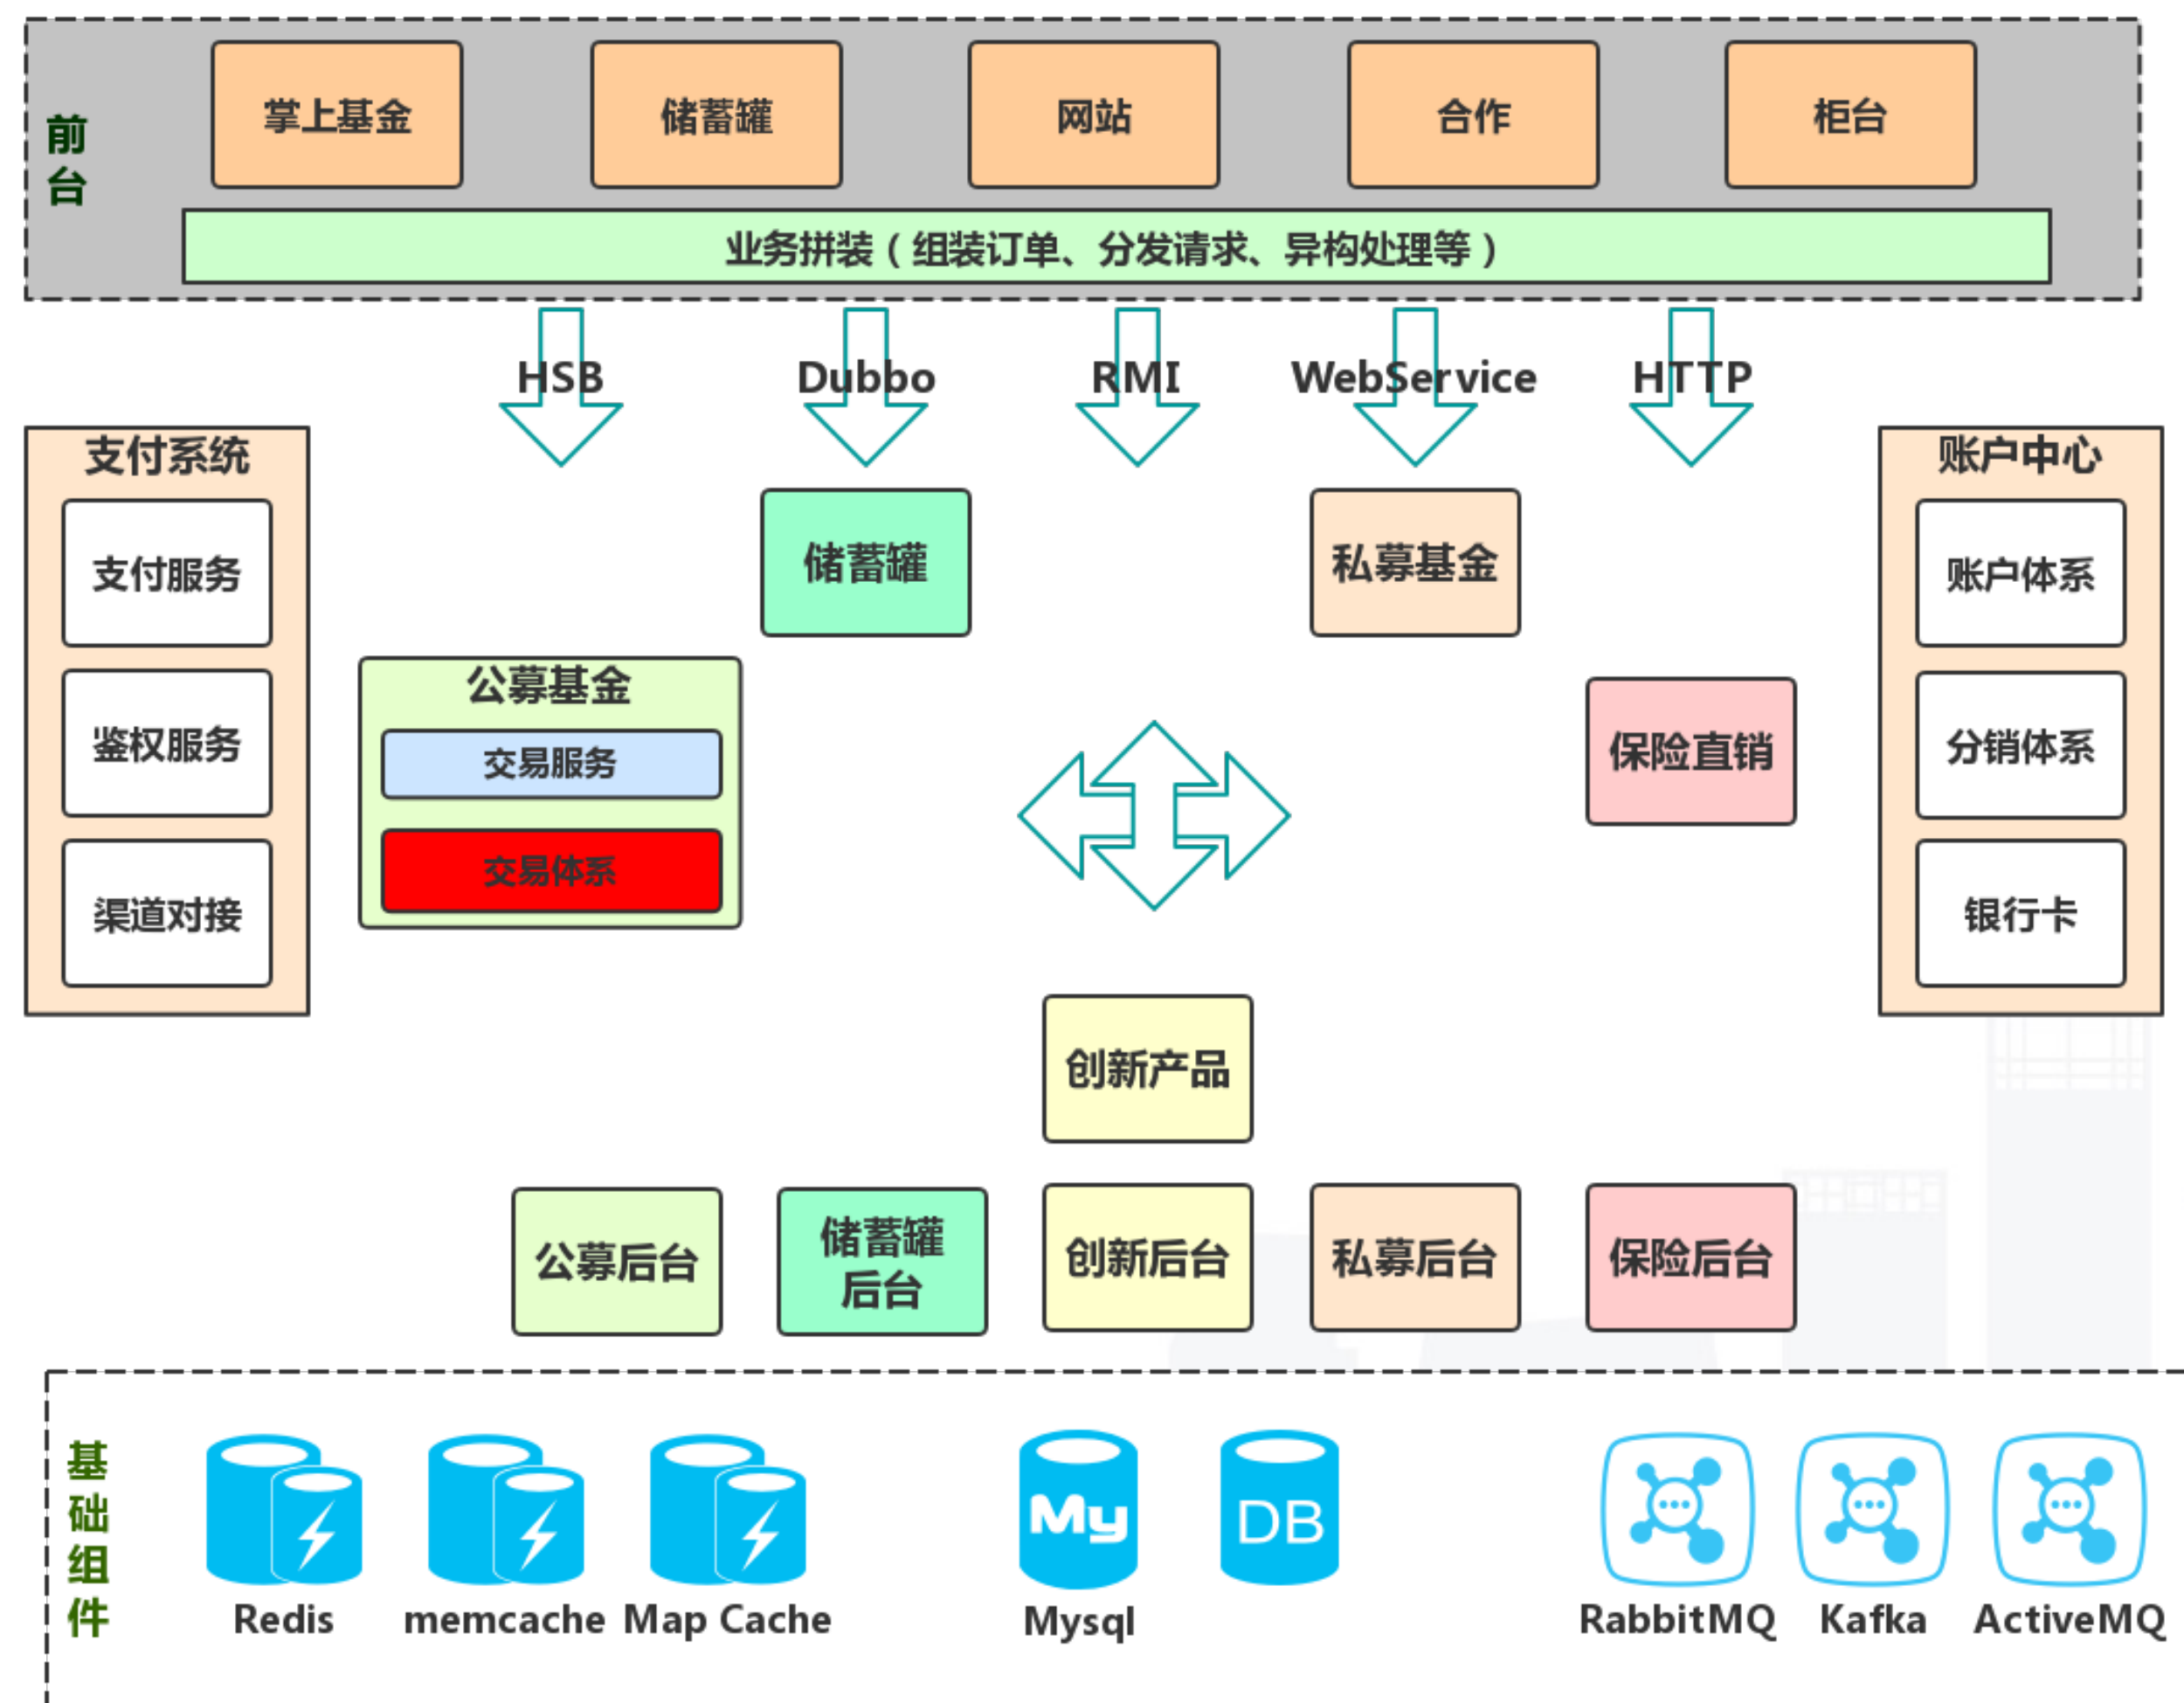 前台
掌上基金
储蓄罐
网站
合作
柜台
业务拼装（组装订单、分发请求、异构处理等）
HSB
Dubbo
RMI
WebService
HTTP
支付系统
支付服务
鉴权服务
渠道对接
公募基金
交易服务
交易体系
储蓄罐
私募基金
保险直销
账户中心
账户体系
分销体系
银行卡
创新产品
公募后台
储蓄罐
后台
创新后台
私募后台
保险后台
基础组件
Redis
memcache
Map Cache
My
Mysql
DB
RabbitMQ
Kafka
ActiveMQ